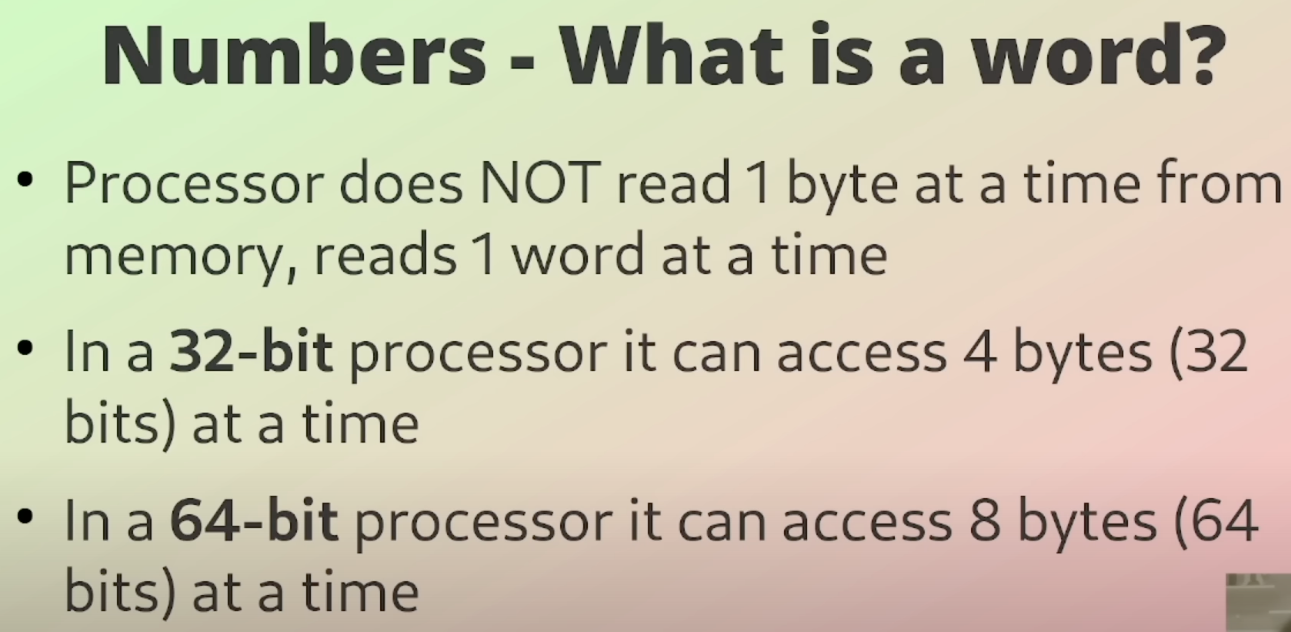 Numbers - What is a word?
• Processor does NOT read 1 byte at a time from
memory, reads 1 word at a time
• In a 32-bit processor it can access 4 bytes (32
bits) at a time
• In a 64-bit processor it can access 8 bytes (64
bits) at a time